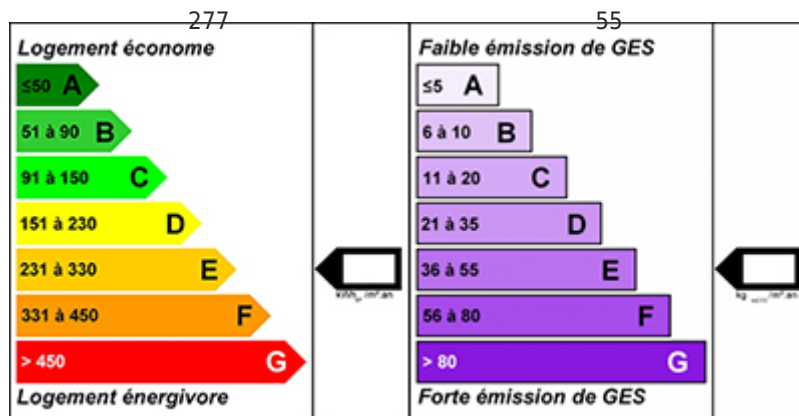 277
Logement économe
≤50 A
51 à 90 B
91 à 150 C
151 à 230 D
231 à 330 E
331 à 450 F
> 450 G
Logement énergivore
55
Faible émission de GES
≤5 A
6 à 10 B
11 à 20 C
21 à 35 D
36 à 55 E
56 à 80 F
> 80 G
Forte émission de GES